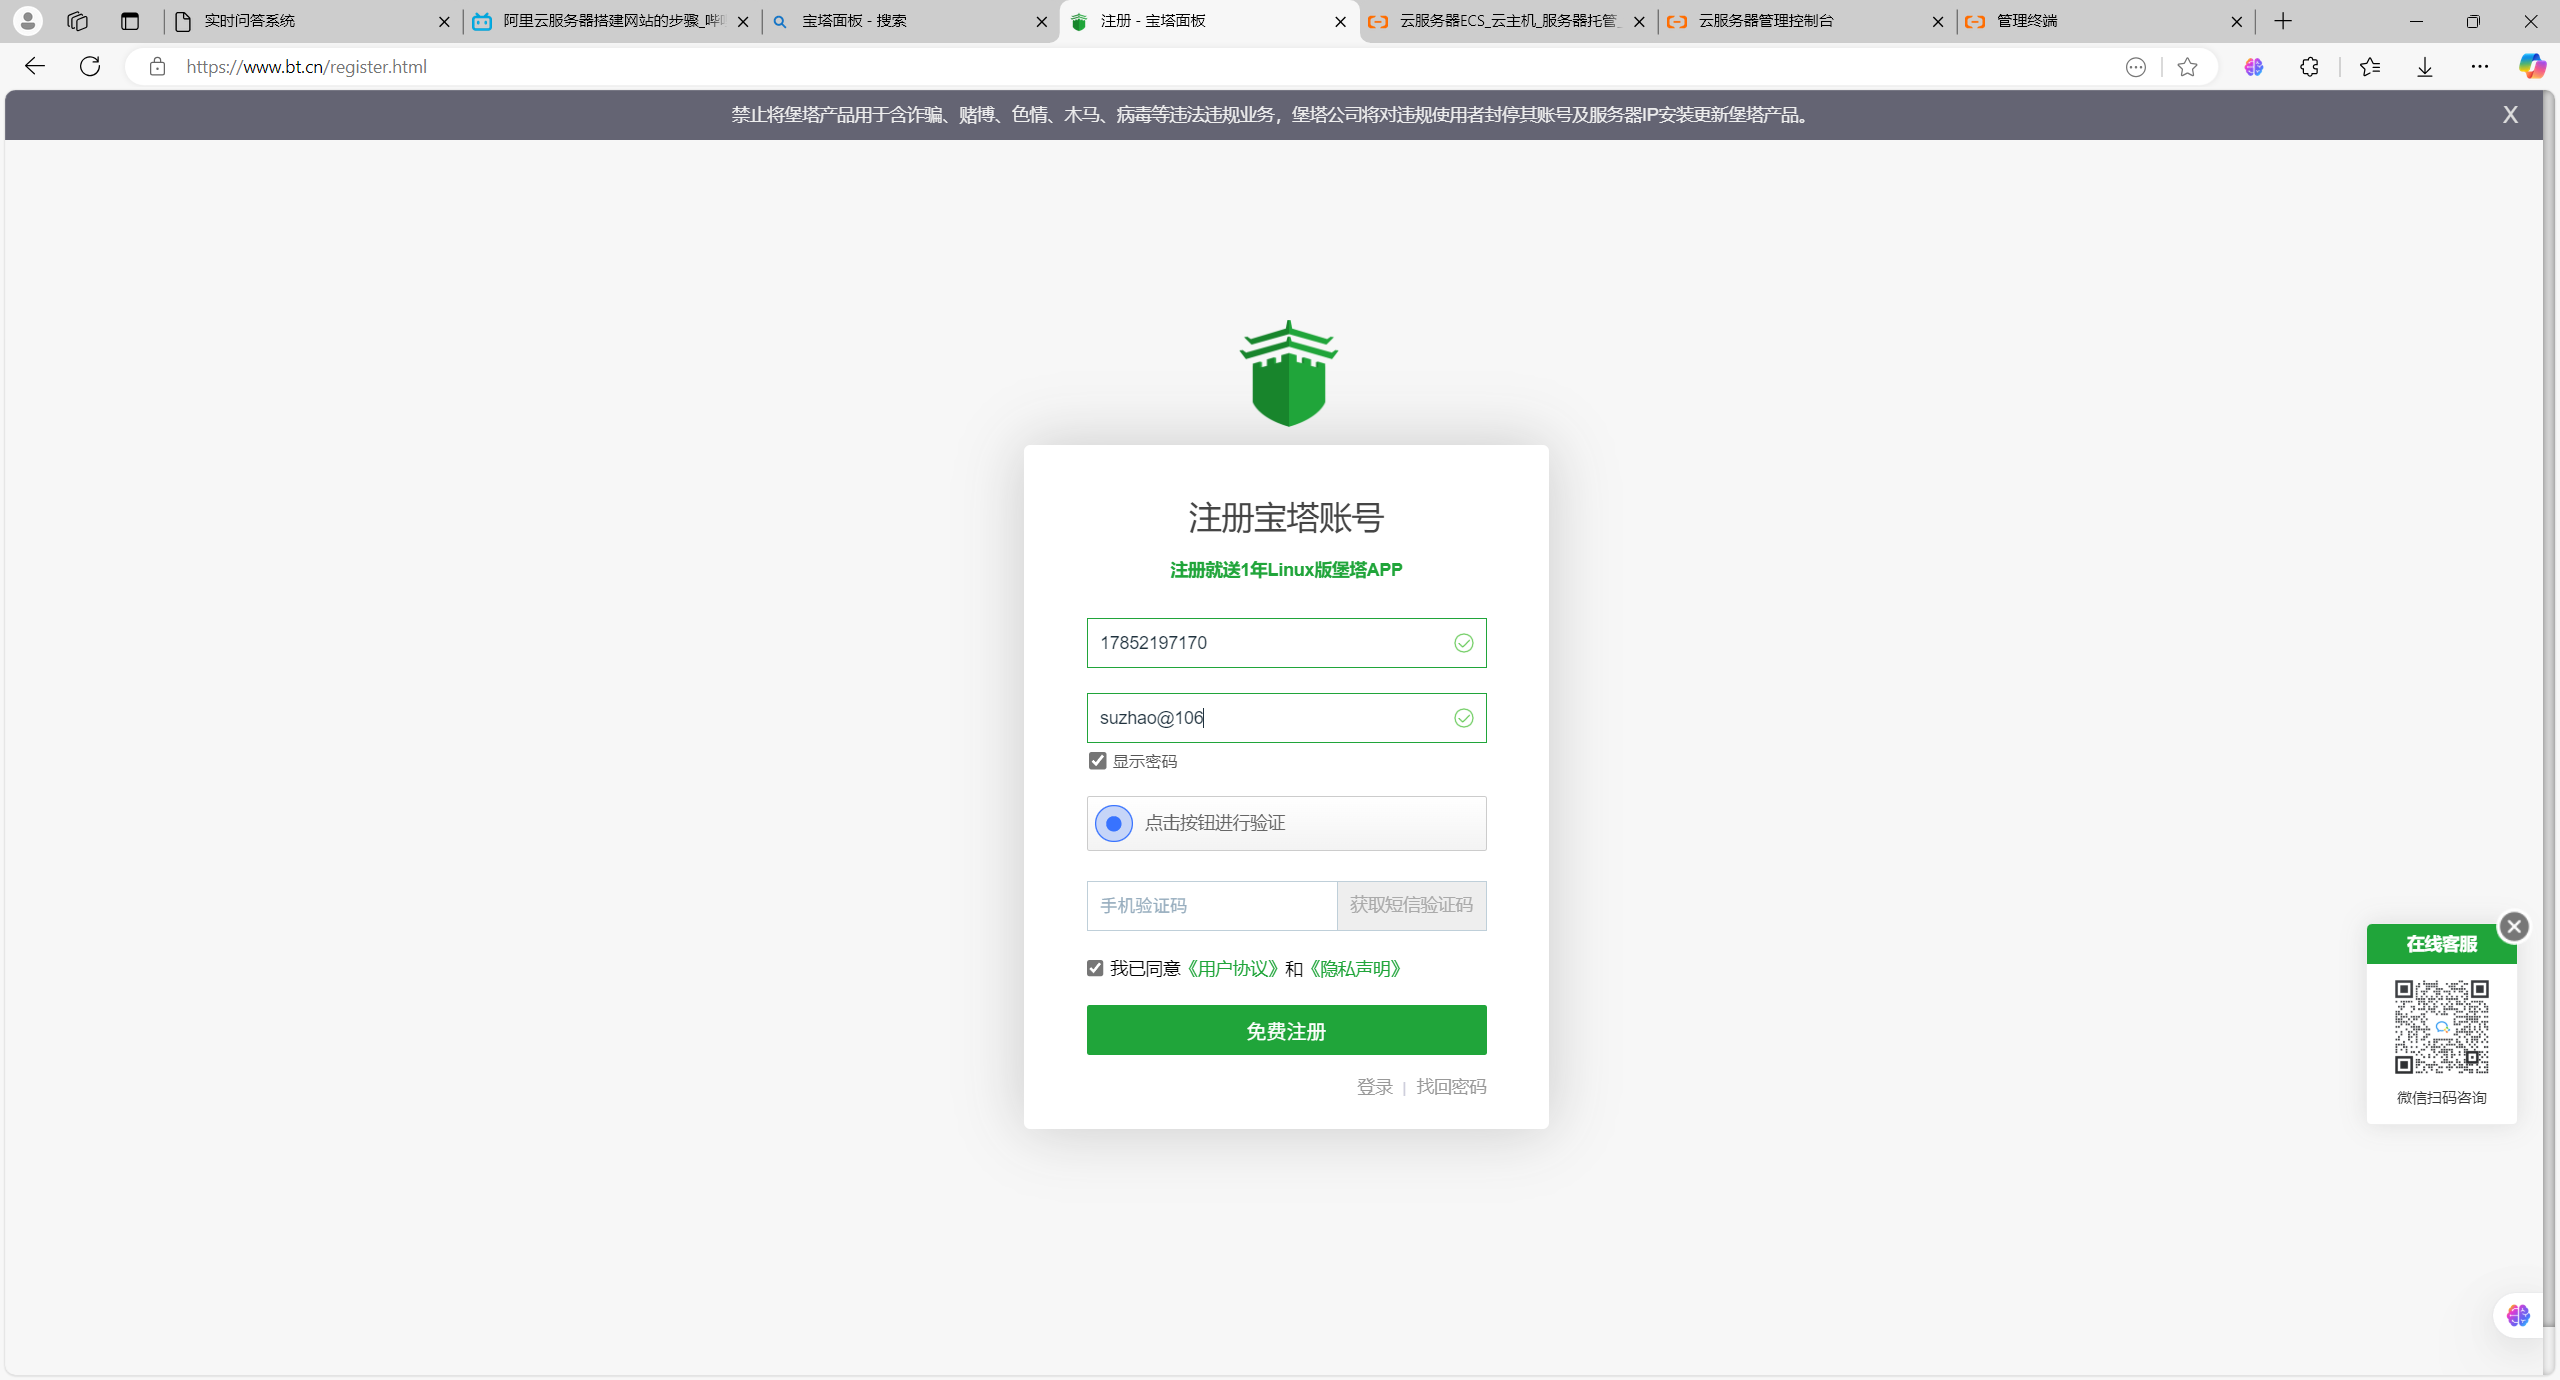 实时问答系统
阿里云服务器搭建网站的步骤_哔
宝塔面板 - 搜索
注册 - 宝塔面板
云服务器ECS_云主机_服务器托管_
云服务器管理控制台
管理终端
https://www.bt.cn/register.html
禁止将堡塔产品用于含诈骗、赌博、色情、木马、病毒等违法违规业务，堡塔公司将对违规使用者封停其账号及服务器IP安装更新堡塔产品。
X
注册宝塔账号
注册就送1年Linux版堡塔APP
17852197170
suzhao@106
显示密码
点击按钮进行验证
手机验证码
获取短信验证码
我已同意《用户协议》和《隐私声明》
免费注册
登录 | 找回密码
在线客服
微信扫码咨询